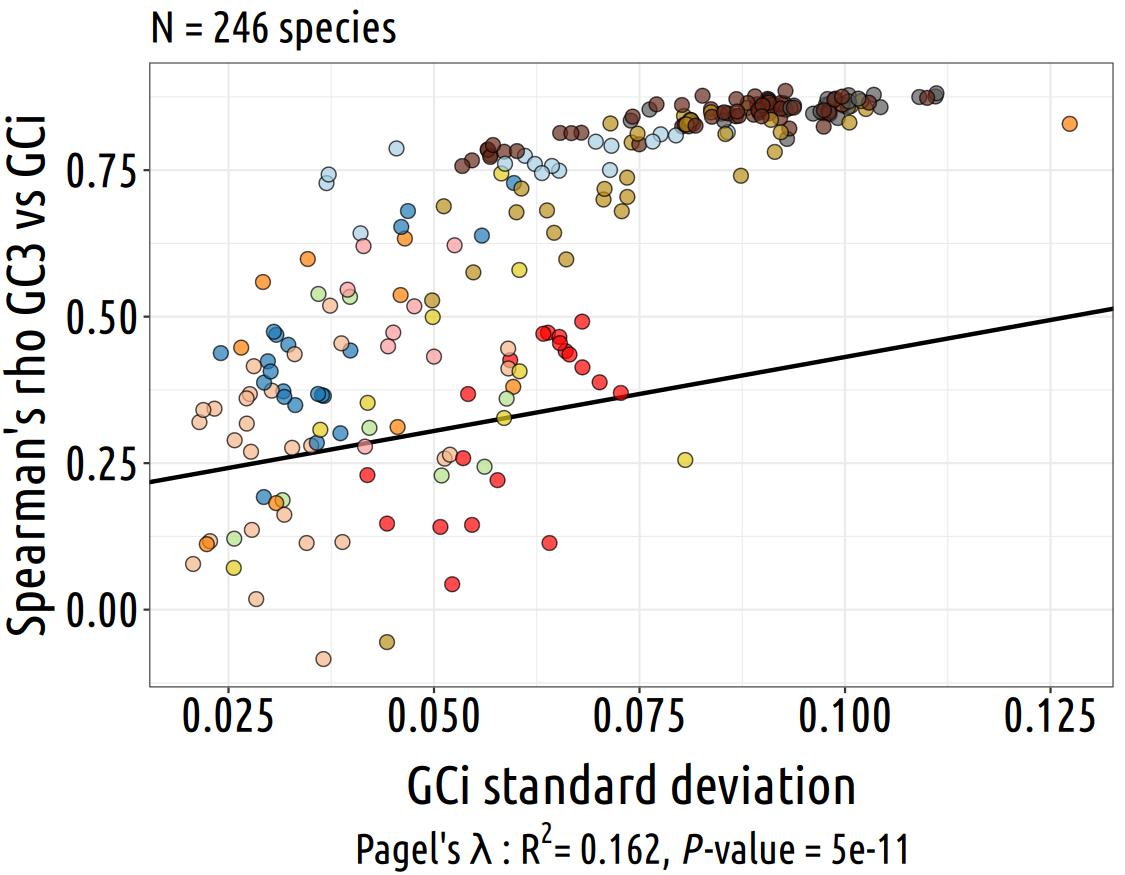 N = 246 species
Spearman's rho GC3 vs GCi
0.75
0.50
0.25
0.00
0.025 0.050 0.075 0.100 0.125
GCi standard deviation
Pagel's λ : R²= 0.162, P-value = 5e-11